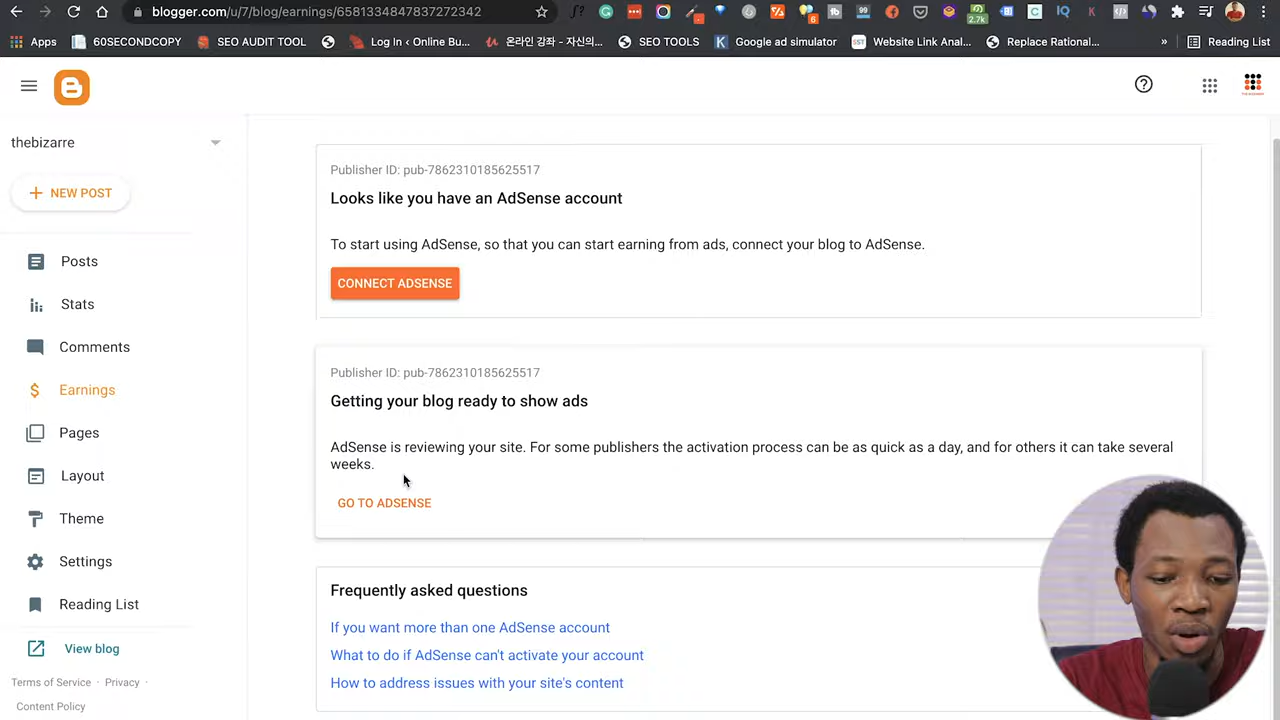 blogger.com/u/7/blog/earnings/6581334847837272342
2.7k
Apps
60SECONDCOPY
SEO AUDIT TOOL
Log In ‹ Online Bu...
온라인 강좌 - 자신의...
SEO TOOLS
Google ad simulator
Website Link Anal...
Replace Rational...
»
Reading List
thebizarre
+ NEW POST
Posts
Stats
Comments
Earnings
Pages
Layout
Theme
Settings
Reading List
View blog
Terms of Service · Privacy ·
Content Policy
Publisher ID: pub-7862310185625517
Looks like you have an AdSense account
To start using AdSense, so that you can start earning from ads, connect your blog to AdSense.
CONNECT ADSENSE
Publisher ID: pub-7862310185625517
Getting your blog ready to show ads
AdSense is reviewing your site. For some publishers the activation process can be as quick as a day, and for others it can take several
weeks.
GO TO ADSENSE
Frequently asked questions
If you want more than one AdSense account
What to do if AdSense can't activate your account
How to address issues with your site's content